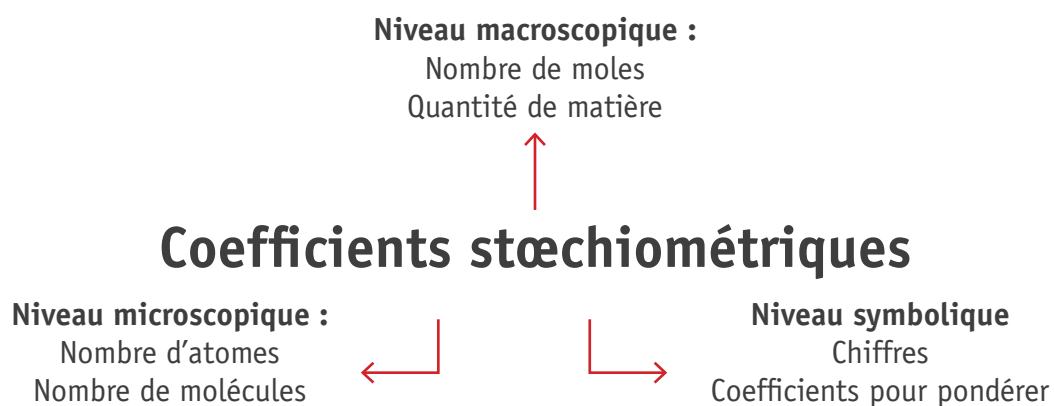 Niveau macroscopique :
Nombre de moles
Quantité de matière
Coefficients stœchiométriques
Niveau microscopique :
Nombre d’atomes
Nombre de molécules
Niveau symbolique
Chiffres
Coefficients pour pondérer